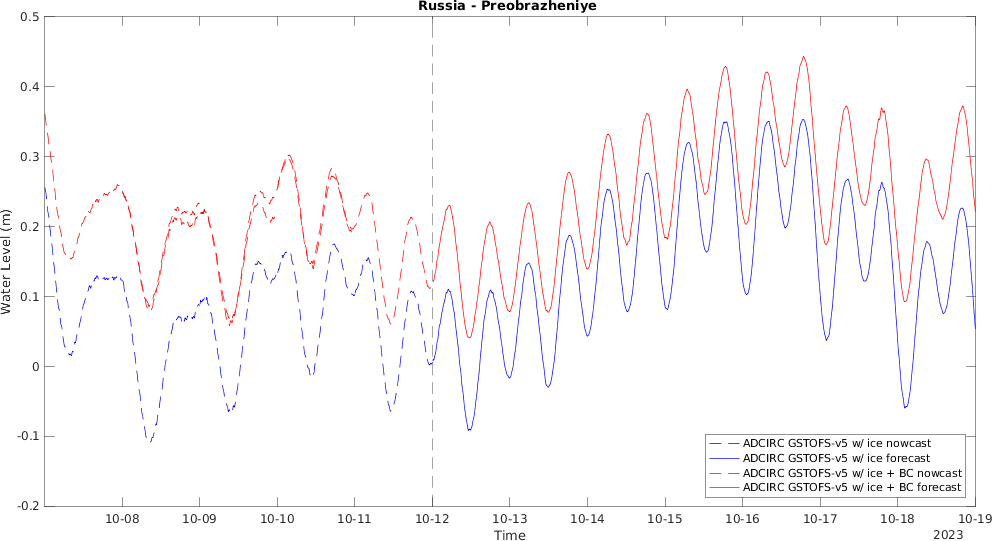 Russia - Preobrazheniye
Water Level (m)
0.5
0.4
0.3
0.2
0.1
0
-0.1
-0.2
ADCIRC GSTOFS-v5 w/ ice nowcast
ADCIRC GSTOFS-v5 w/ ice forecast
ADCIRC GSTOFS-v5 w/ ice + BC nowcast
ADCIRC GSTOFS-v5 w/ ice + BC forecast
10-08 10-09 10-10 10-11 10-12 10-13 10-14 10-15 10-16 10-17 10-18 10-19
Time
2023